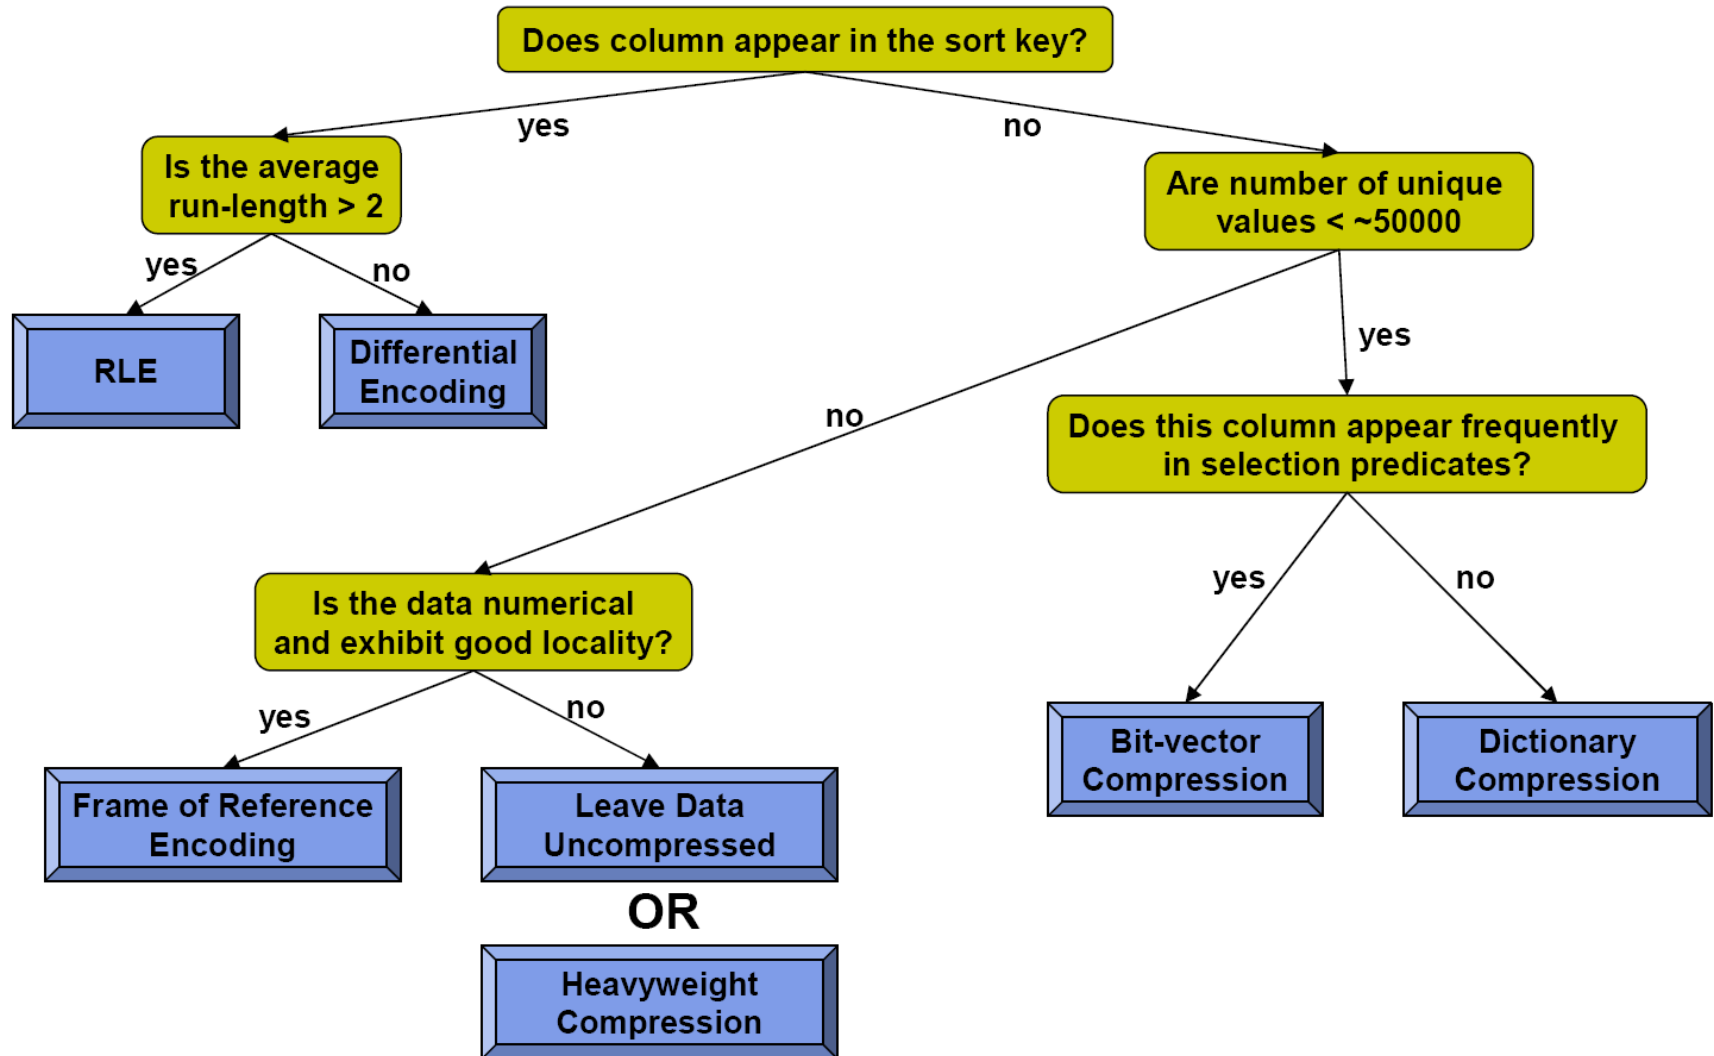 Does column appear in the sort key?
yes
no
Is the average
run-length > 2
Are number of unique
values < ~50000
yes
no
RLE
Differential
Encoding
no
yes
Does this column appear frequently
in selection predicates?
Is the data numerical
and exhibit good locality?
yes
no
yes
no
Bit-vector
Compression
Dictionary
Compression
Frame of Reference
Encoding
Leave Data
Uncompressed
OR
Heavyweight
Compression